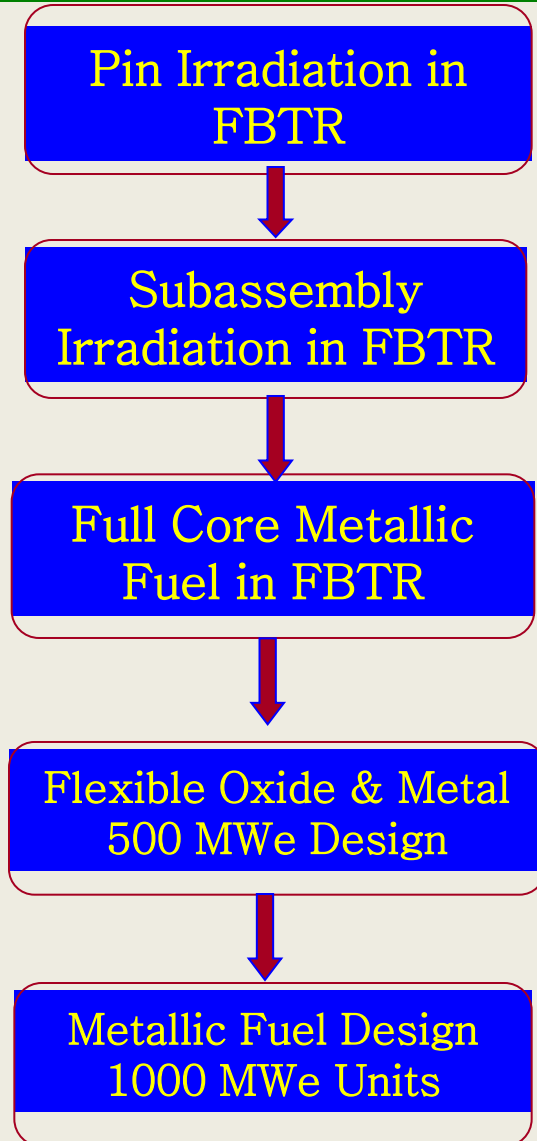 Pin Irradiation in
FBTR
Subassembly
Irradiation in FBTR
Full Core Metallic
Fuel in FBTR
Flexible Oxide & Metal
500 MWe Design
Metallic Fuel Design
1000 MWe Units